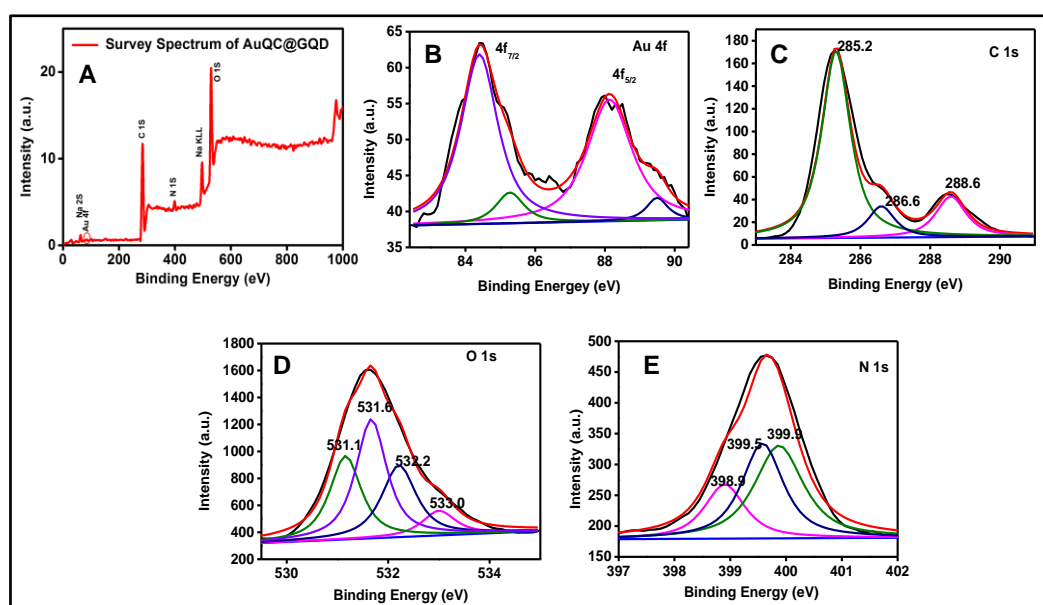 Survey Spectrum of AuQC@GQD
A
20
10
0
0 200 400 600 800 1000
Intensity (a.u.)
Binding Energy (eV)
Na 2S
Au 4f
C 1S
N 1S
Na KLL
O 1S
B
Au 4f
4f7/2
4f5/2
65
60
55
50
45
40
35
84 86 88 90
Intensity (a.u.)
Binding Energey (eV)
C
C 1s
285.2
286.6
288.6
180
160
140
120
100
80
60
40
20
0
284 286 288 290
Intensity (a.u.)
Binding Energy (eV)
D
O 1s
531.1
531.6
532.2
533.0
1800
1600
1400
1200
1000
800
600
400
200
530 532 534
Intensity (a.u.)
Binding Energy (eV)
E
N 1s
398.9
399.5
399.9
500
450
400
350
300
250
200
150
397 398 399 400 401 402
Intensity (a.u.)
Binding Energy (eV)